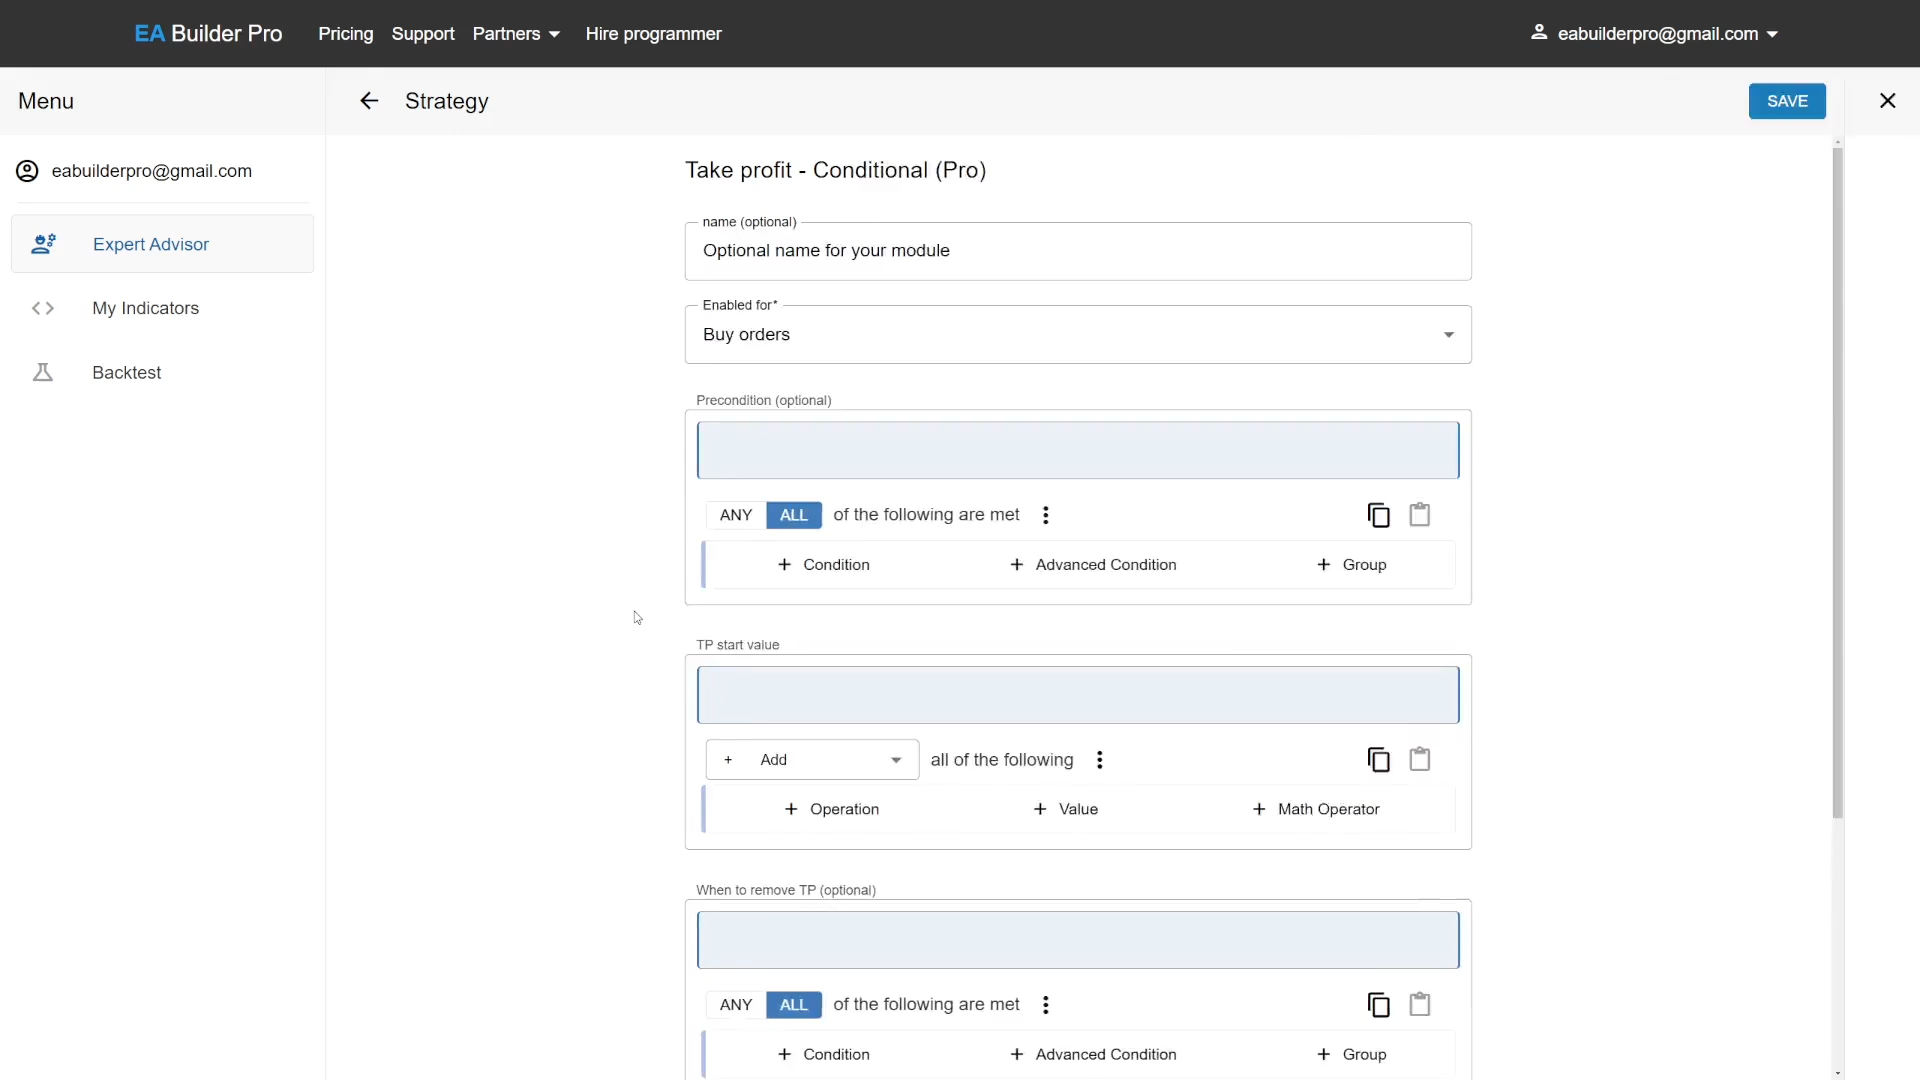 EA Builder Pro
Pricing
Support
Partners
Hire programmer
eabuilderpro@gmail.com
Menu
Strategy
SAVE
eabuilderpro@gmail.com
Expert Advisor
My Indicators
Backtest
Take profit - Conditional (Pro)
name (optional)
Optional name for your module
Enabled for*
Buy orders
Precondition (optional)
ANY ALL of the following are met
+ Condition + Advanced Condition + Group
TP start value
+ Add all of the following
+ Operation + Value + Math Operator
When to remove TP (optional)
ANY ALL of the following are met
+ Condition + Advanced Condition + Group